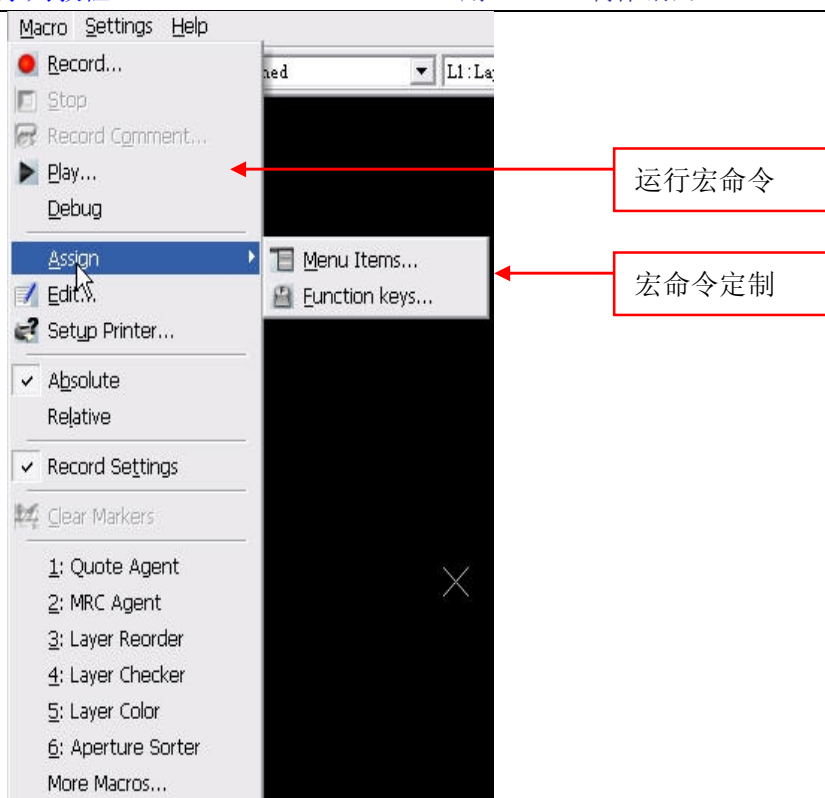 Macro Settings Help
Record...
Stop
Record Comment...
Play...
Debug
Assign
Menu Items...
Function keys...
Edit...
Setup Printer...
Absolute
Relative
Record Settings
Clear Markers
1: Quote Agent
2: MRC Agent
3: Layer Reorder
4: Layer Checker
5: Layer Color
6: Aperture Sorter
More Macros...
运行宏命令
宏命令定制